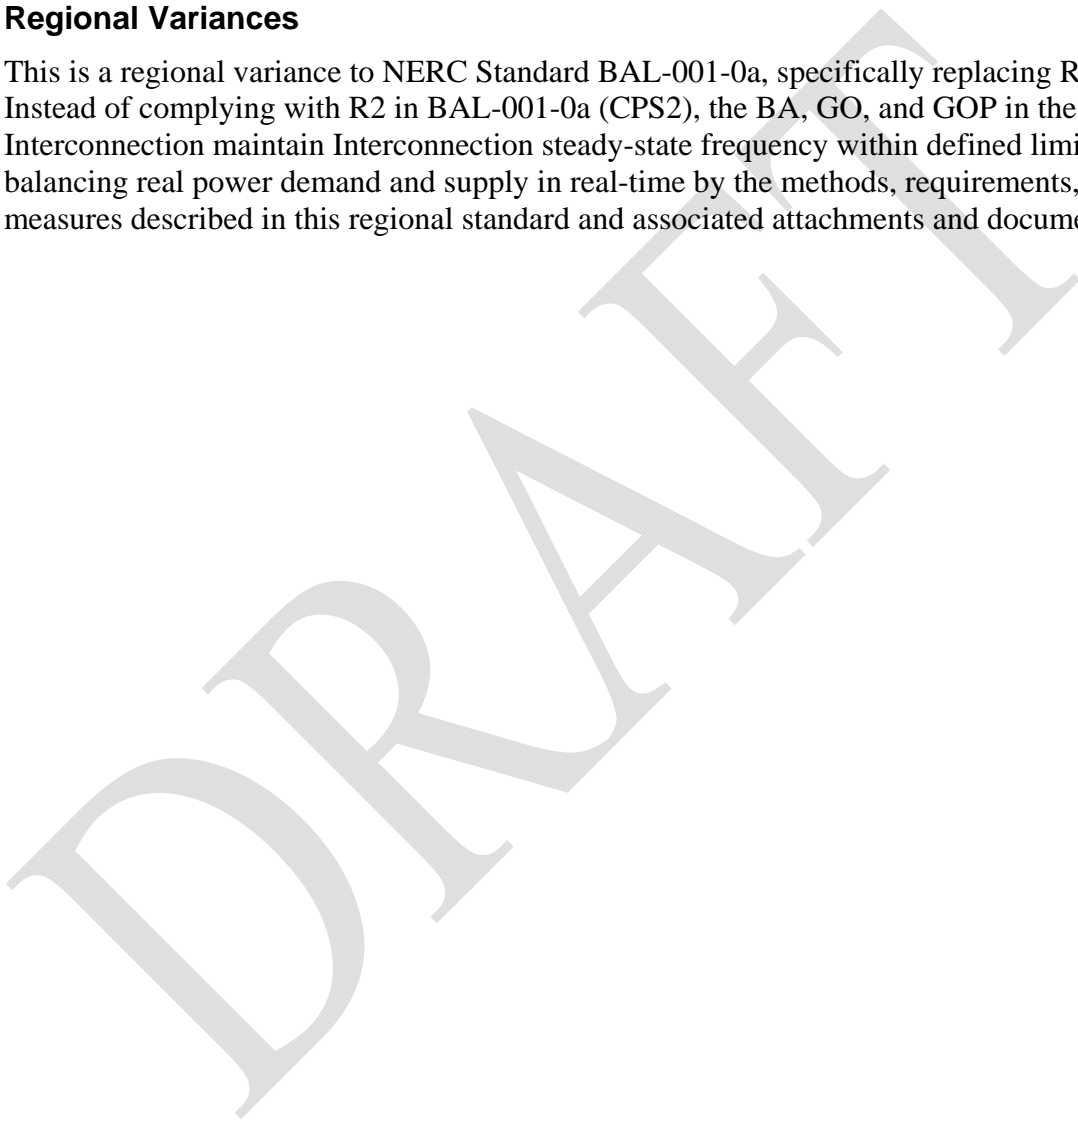 Regional Variances
This is a regional variance to NERC Standard BAL-001-0a, specifically replacing R
Instead of complying with R2 in BAL-001-0a (CPS2), the BA, GO, and GOP in the
Interconnection maintain Interconnection steady-state frequency within defined limi
balancing real power demand and supply in real-time by the methods, requirements,
measures described in this regional standard and associated attachments and docume
DRAFT